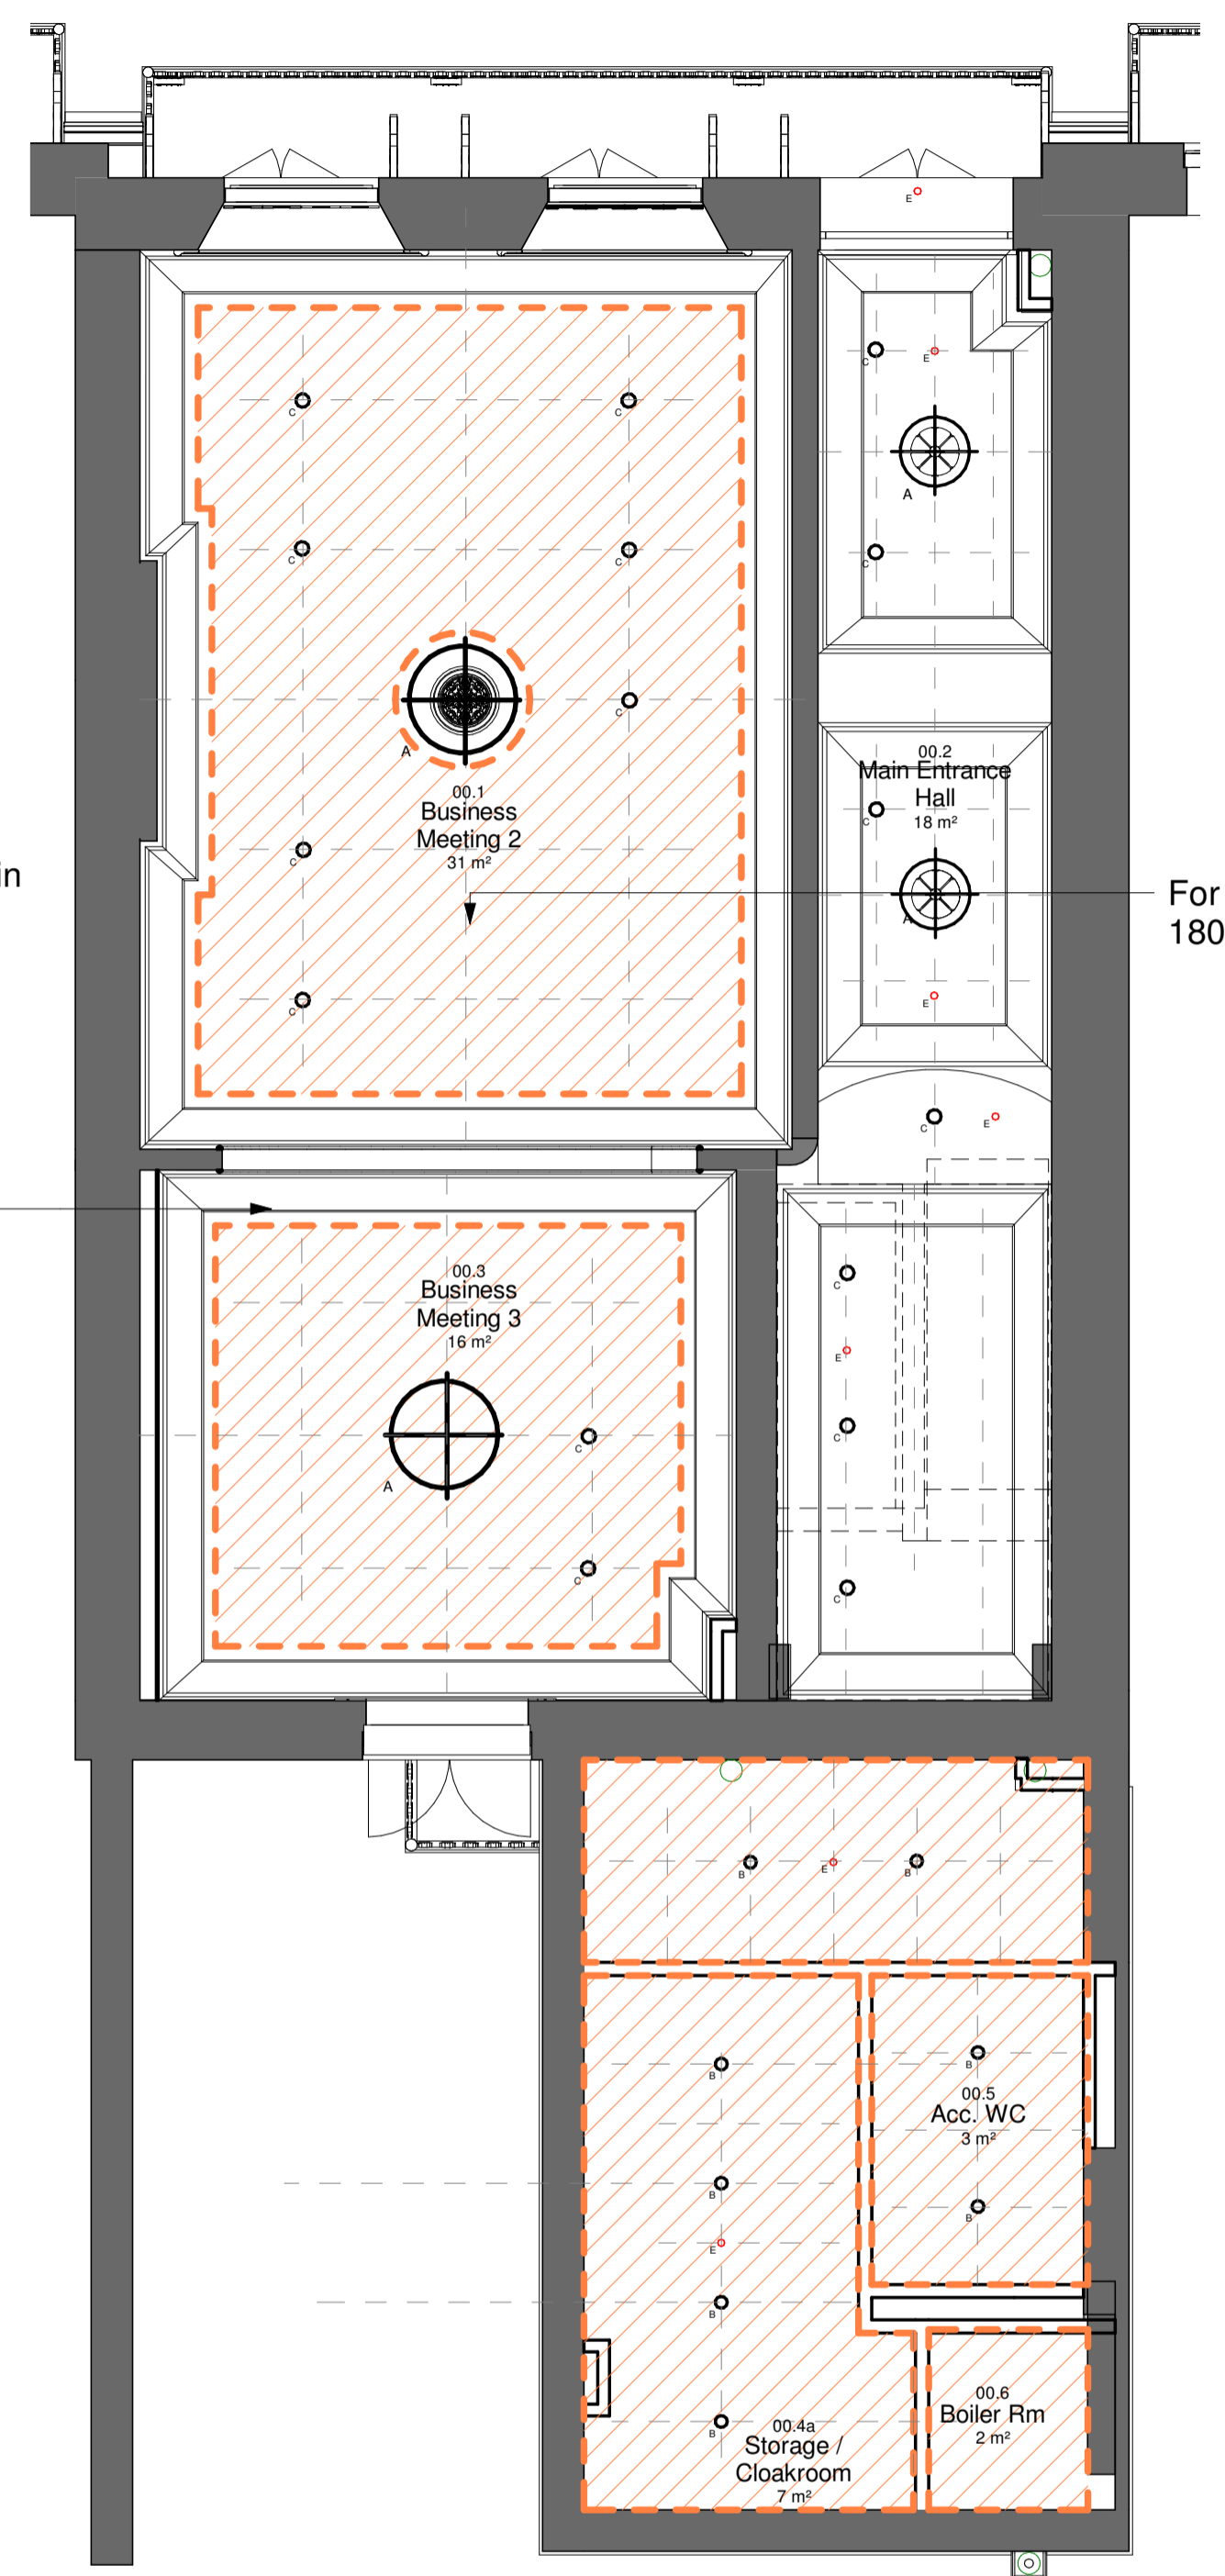 E
C
E
C
C
A
C
C
C
C
A
C
00.1
Business
Meeting 2
31 m²
00.2
Main Entrance
Hall
18 m²
C
C
in
A
For
180
C
E
C
E
00.3
Business
Meeting 3
16 m²
C
E
C
C
A
C
C
B
E
B
B
B
00.5
Acc. WC
3 m²
B
B
E
B
B
00.4a
Storage /
Cloakroom
7 m²
00.6
Boiler Rm
2 m²